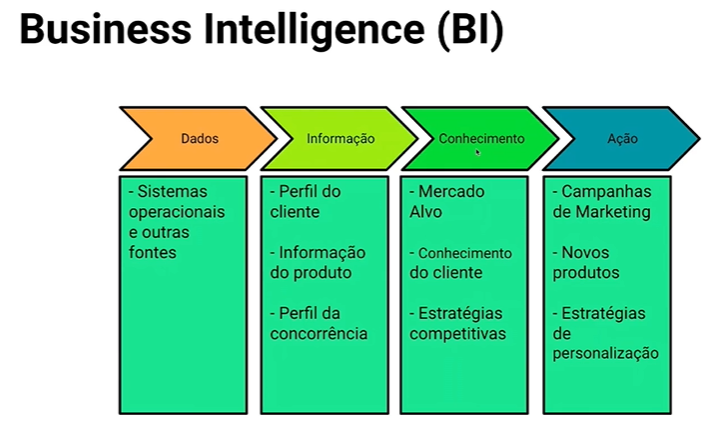 Business Intelligence (BI)
Dados
Informação
Conhecimento
Ação
- Sistemas
operacionais
e outras
fontes
- Perfil do
cliente
- Informação
do produto
- Perfil da
concorrência
- Mercado
Alvo
- Conhecimento
do cliente
- Estratégias
competitivas
- Campanhas
de Marketing
- Novos
produtos
- Estratégias
de
personalização